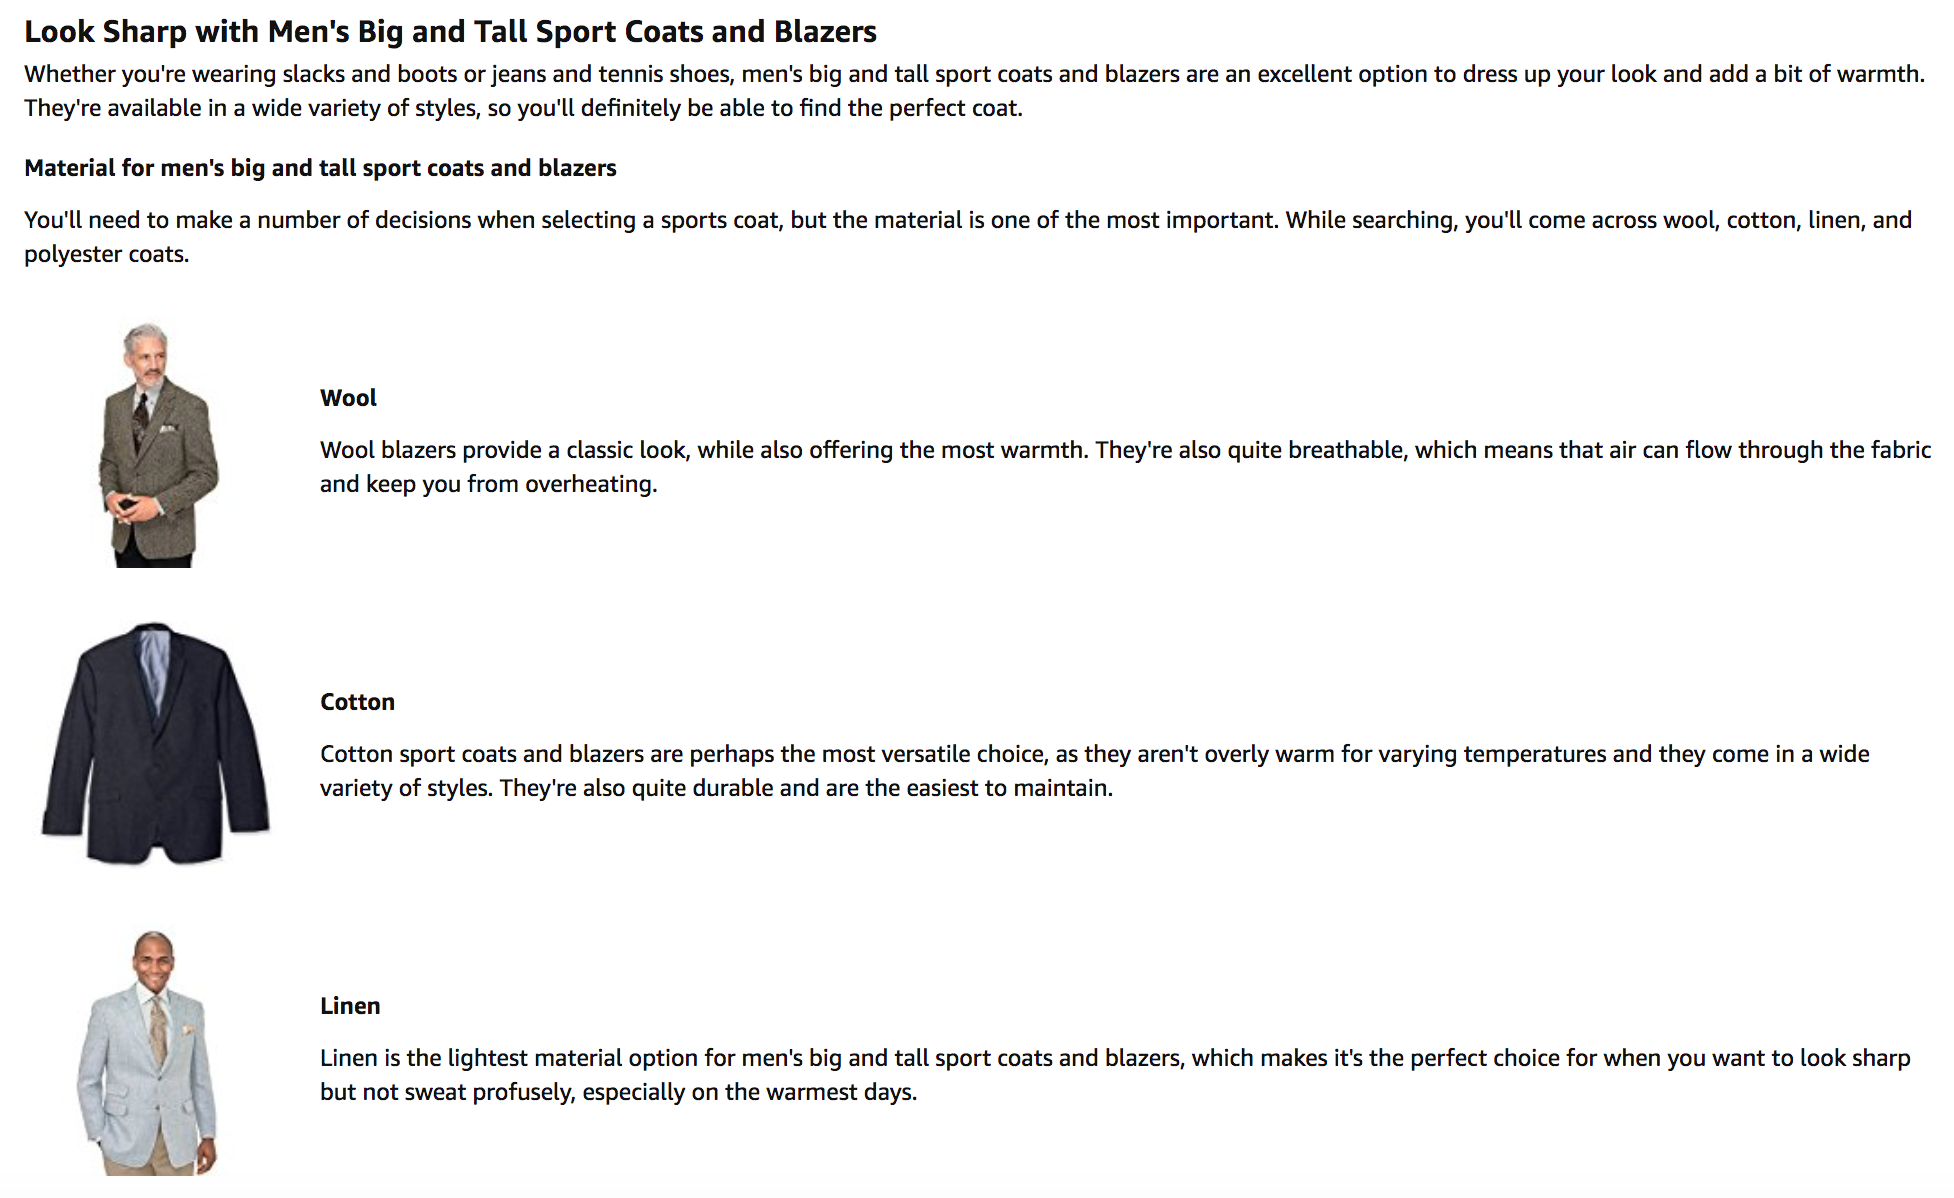 Look Sharp with Men's Big and Tall Sport Coats and Blazers
Whether you're wearing slacks and boots or jeans and tennis shoes, men's big and tall sport coats and blazers are an excellent option to dress up your look and add a bit of warmth.
They're available in a wide variety of styles, so you'll definitely be able to find the perfect coat.
Material for men's big and tall sport coats and blazers
You'll need to make a number of decisions when selecting a sports coat, but the material is one of the most important. While searching, you'll come across wool, cotton, linen, and
polyester coats.
Wool
Wool blazers provide a classic look, while also offering the most warmth. They're also quite breathable, which means that air can flow through the fabric
and keep you from overheating.
Cotton
Cotton sport coats and blazers are perhaps the most versatile choice, as they aren't overly warm for varying temperatures and they come in a wide
variety of styles. They're also quite durable and are the easiest to maintain.
Linen
Linen is the lightest material option for men's big and tall sport coats and blazers, which makes it's the perfect choice for when you want to look sharp
but not sweat profusely, especially on the warmest days.